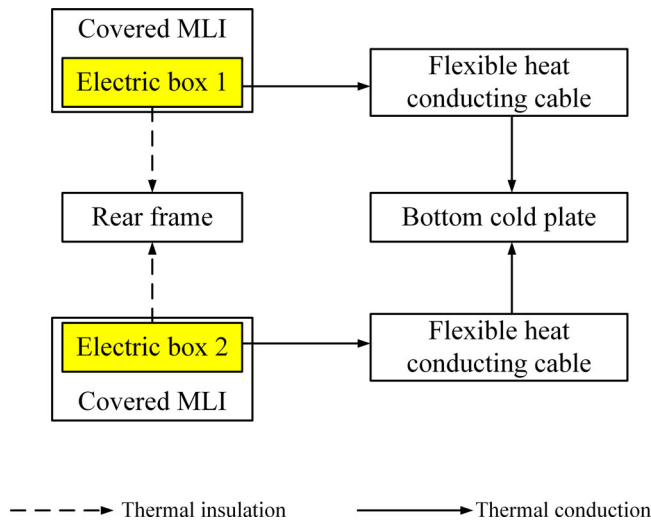 Covered MLI
Electric box 1
Flexible heat
conducting cable
Rear frame
Bottom cold plate
Electric box 2
Covered MLI
Flexible heat
conducting cable
Thermal insulation
Thermal conduction